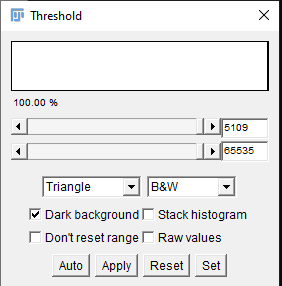 Threshold
100.00 %
5109
65535
Triangle B&W
Dark background Stack histogram
Don't reset range Raw values
Auto Apply Reset Set